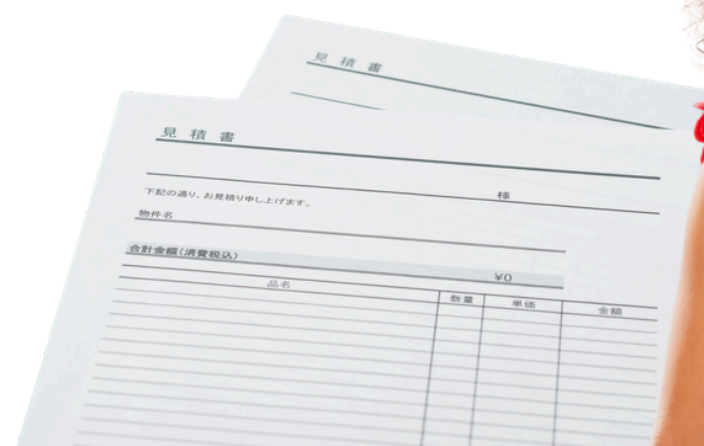 見積書
見積書
様
下記の通り、お見積り申し上げます。
物件名
合計金額(消費税込) ¥0
品名 数量 単価 金額